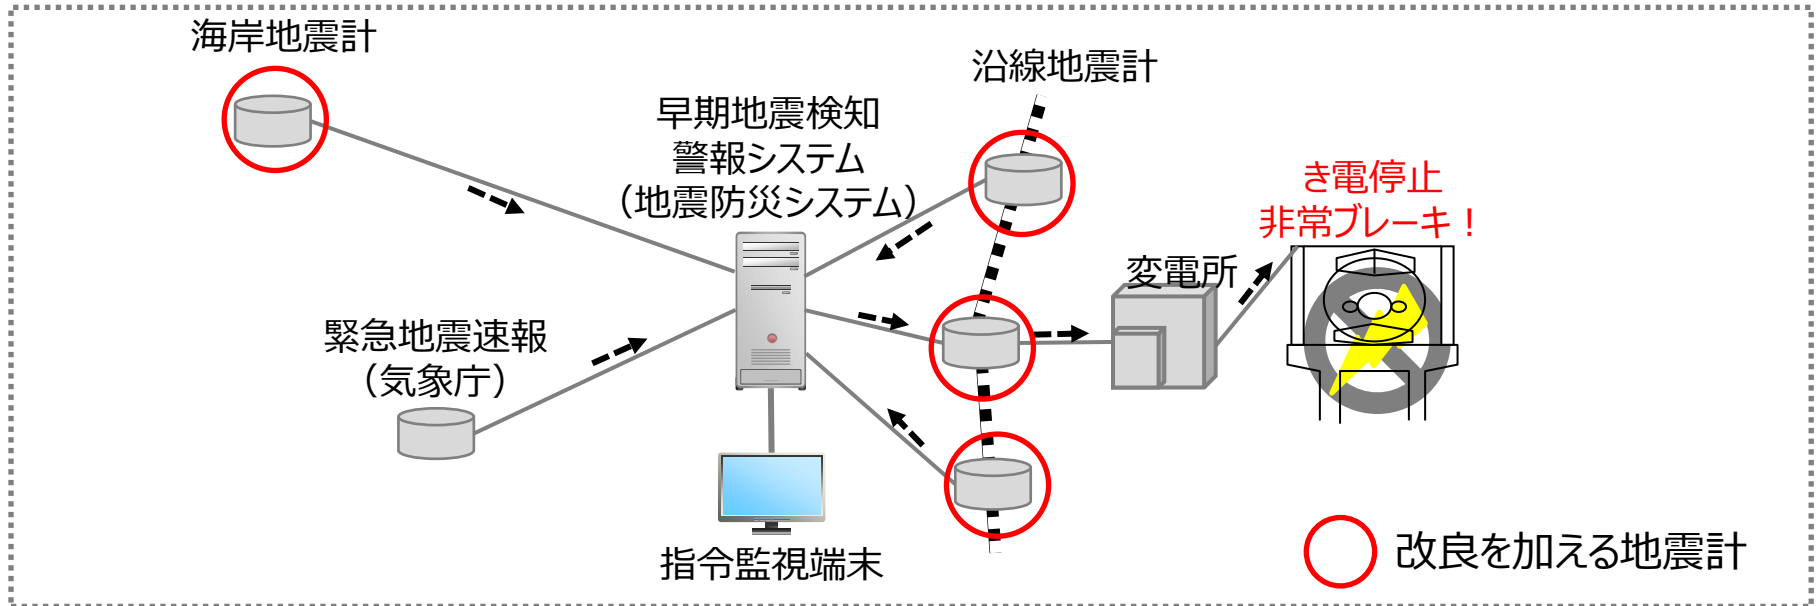 海岸地震計
沿線地震計
早期地震検知
警報システム
（地震防災システム）
き電停止
非常ブレーキ！
変電所
緊急地震速報
（気象庁）
指令監視端末
改良を加える地震計